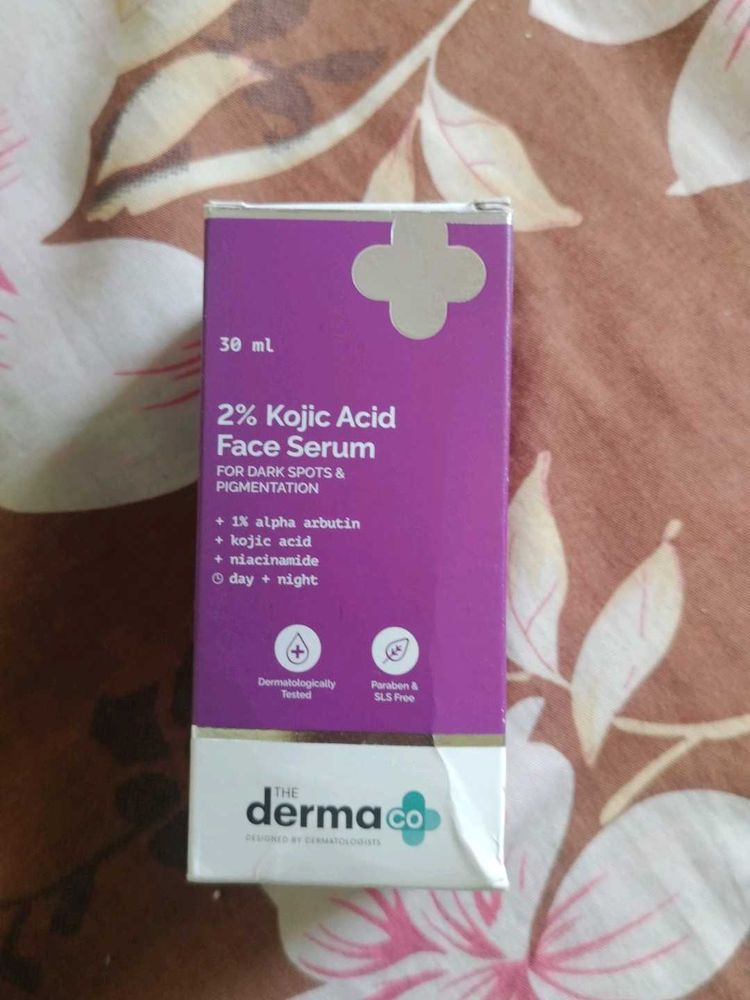 30 ml
2% Kojic Acid
Face Serum
FOR DARK SPOTS &
PIGMENTATION
+ 1% alpha arbutin
+ kojic acid
+ niacinamide
day + night
Dermatologically
Tested
Paraben &
SLS Free
THE
derma co
DESIGNED BY DERMATOLOGISTS